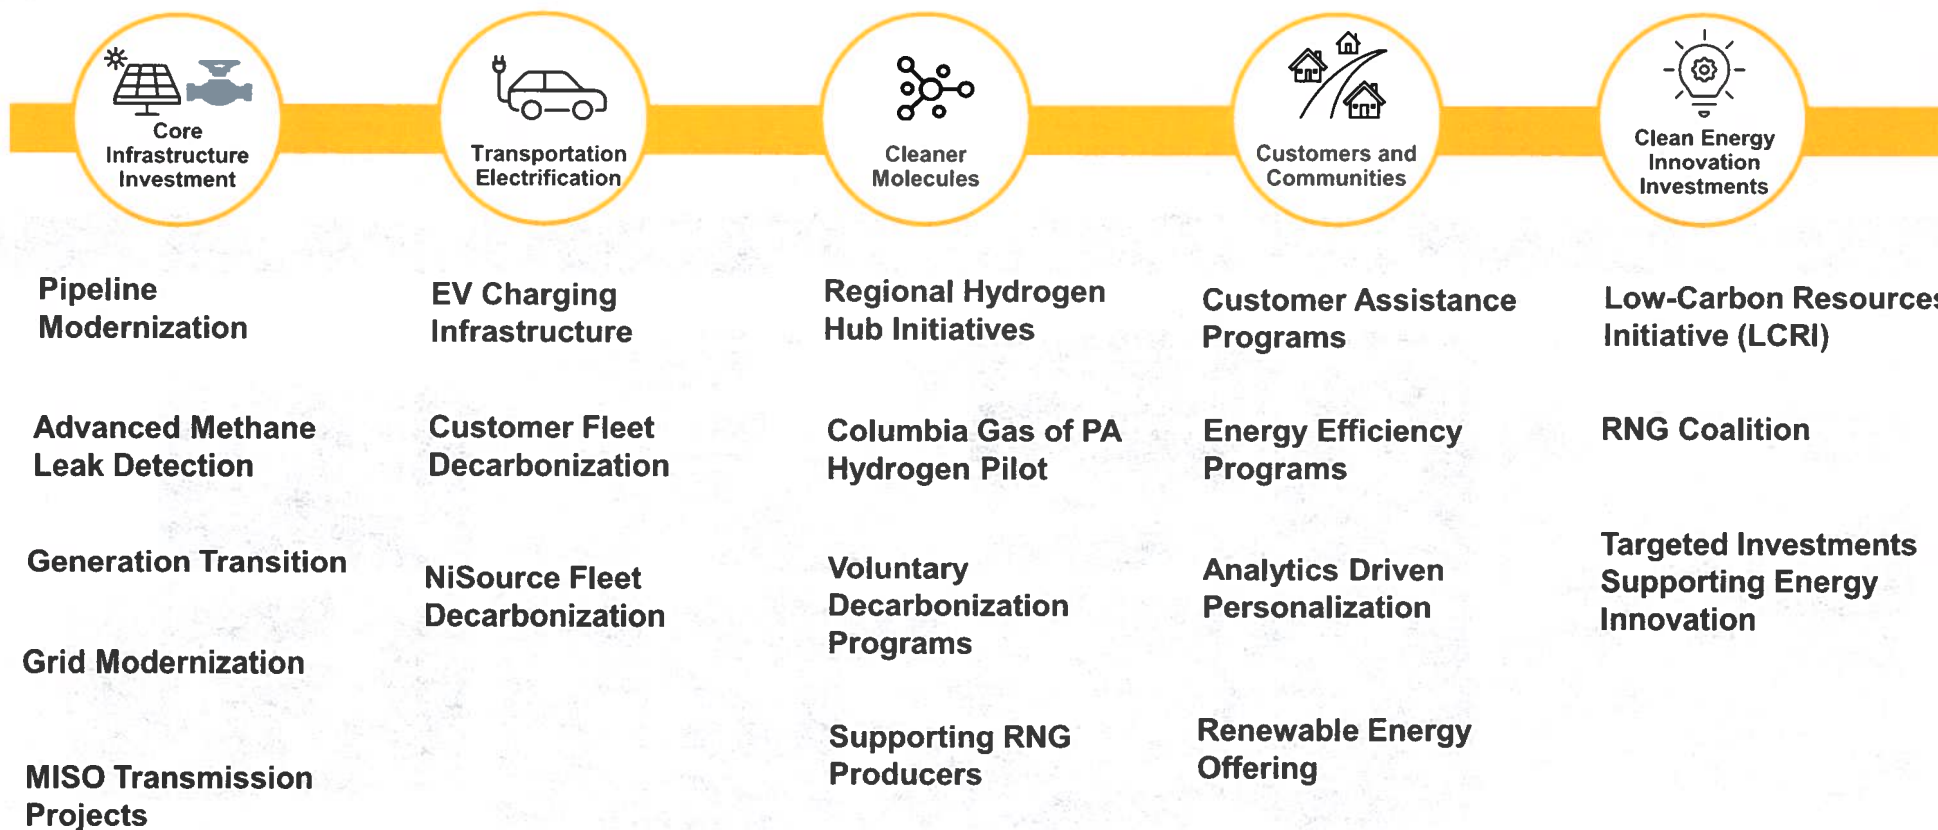 Core
Infrastructure
Investment
Pipeline
Modernization
Advanced Methane
Leak Detection
Generation Transition
Grid Modernization
MISO Transmission
Projects
Transportation
Electrification
EV Charging
Infrastructure
Customer Fleet
Decarbonization
NiSource Fleet
Decarbonization
Cleaner
Molecules
Regional Hydrogen
Hub Initiatives
Columbia Gas of PA
Hydrogen Pilot
Voluntary
Decarbonization
Programs
Supporting RNG
Producers
Customers and
Communities
Customer Assistance
Programs
Energy Efficiency
Programs
Analytics Driven
Personalization
Renewable Energy
Offering
Clean Energy
Innovation
Investments
Low-Carbon Resources
Initiative (LCRI)
RNG Coalition
Targeted Investments
Supporting Energy
Innovation